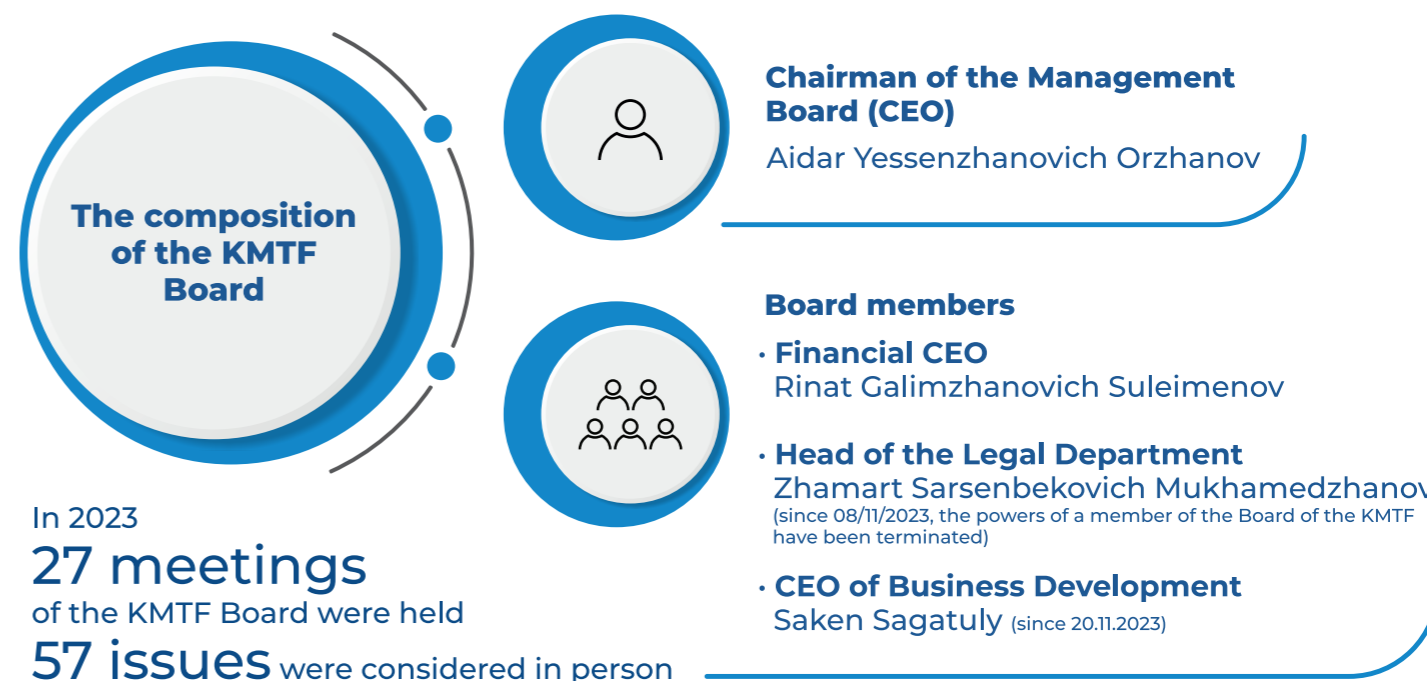 The composition
of the KMTF
Board
Chairman of the Management
Board (CEO)
Aidar Yessenzhanovich Orzhanov
Board members
· Financial CEO
Rinat Galimzhanovich Suleimenov
· Head of the Legal Department
Zhamart Sarsenbekovich Mukhamedzhanov
(since 08/11/2023, the powers of a member of the Board of the KMTF
have been terminated)
· CEO of Business Development
Saken Sagatuly (since 20.11.2023)
In 2023
27 meetings
of the KMTF Board were held
57 issues were considered in person